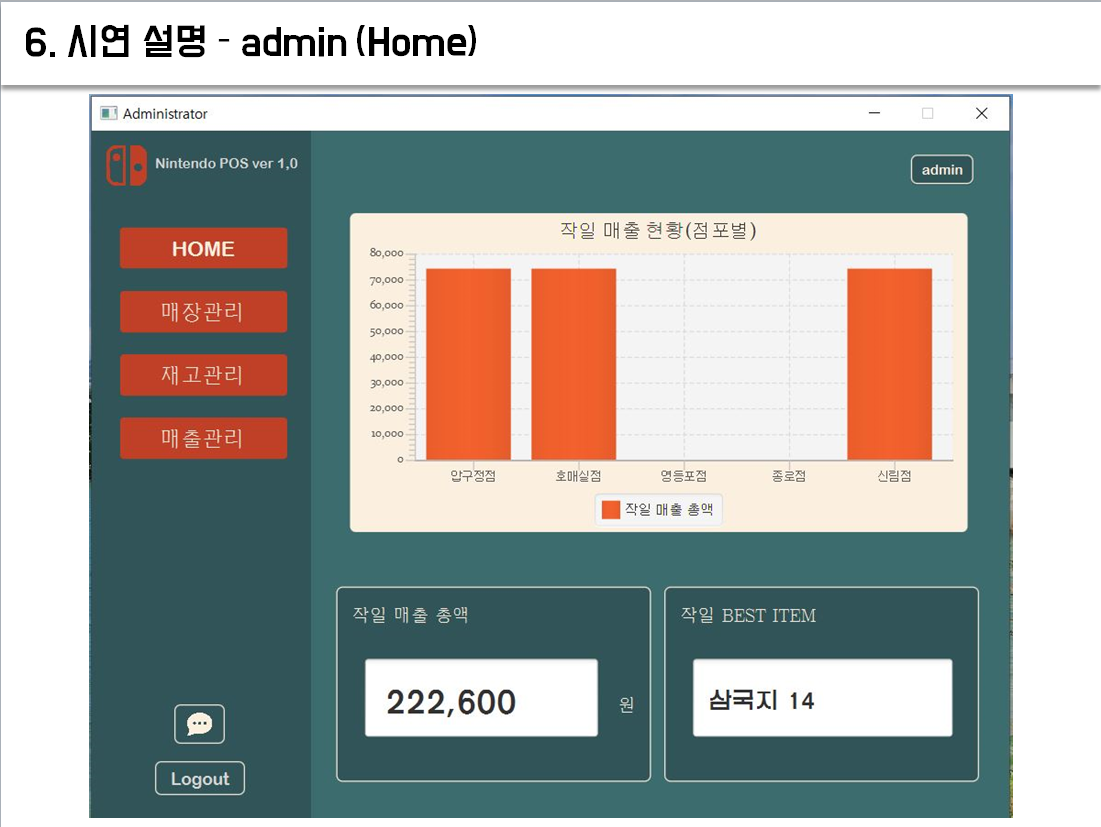 6. 시연 설명 - admin (Home)
Administrator
Nintendo POS ver 1,0
admin
HOME
매장관리
재고관리
매출관리
작일 매출 현황(점포별)
80,000
70,000
60,000
50,000
40,000
30,000
20,000
10,000
0
압구정점
호매실점
영등포점
종로점
신림점
작일 매출 총액
작일 매출 총액
222,600
원
작일 BEST ITEM
삼국지 14
Logout